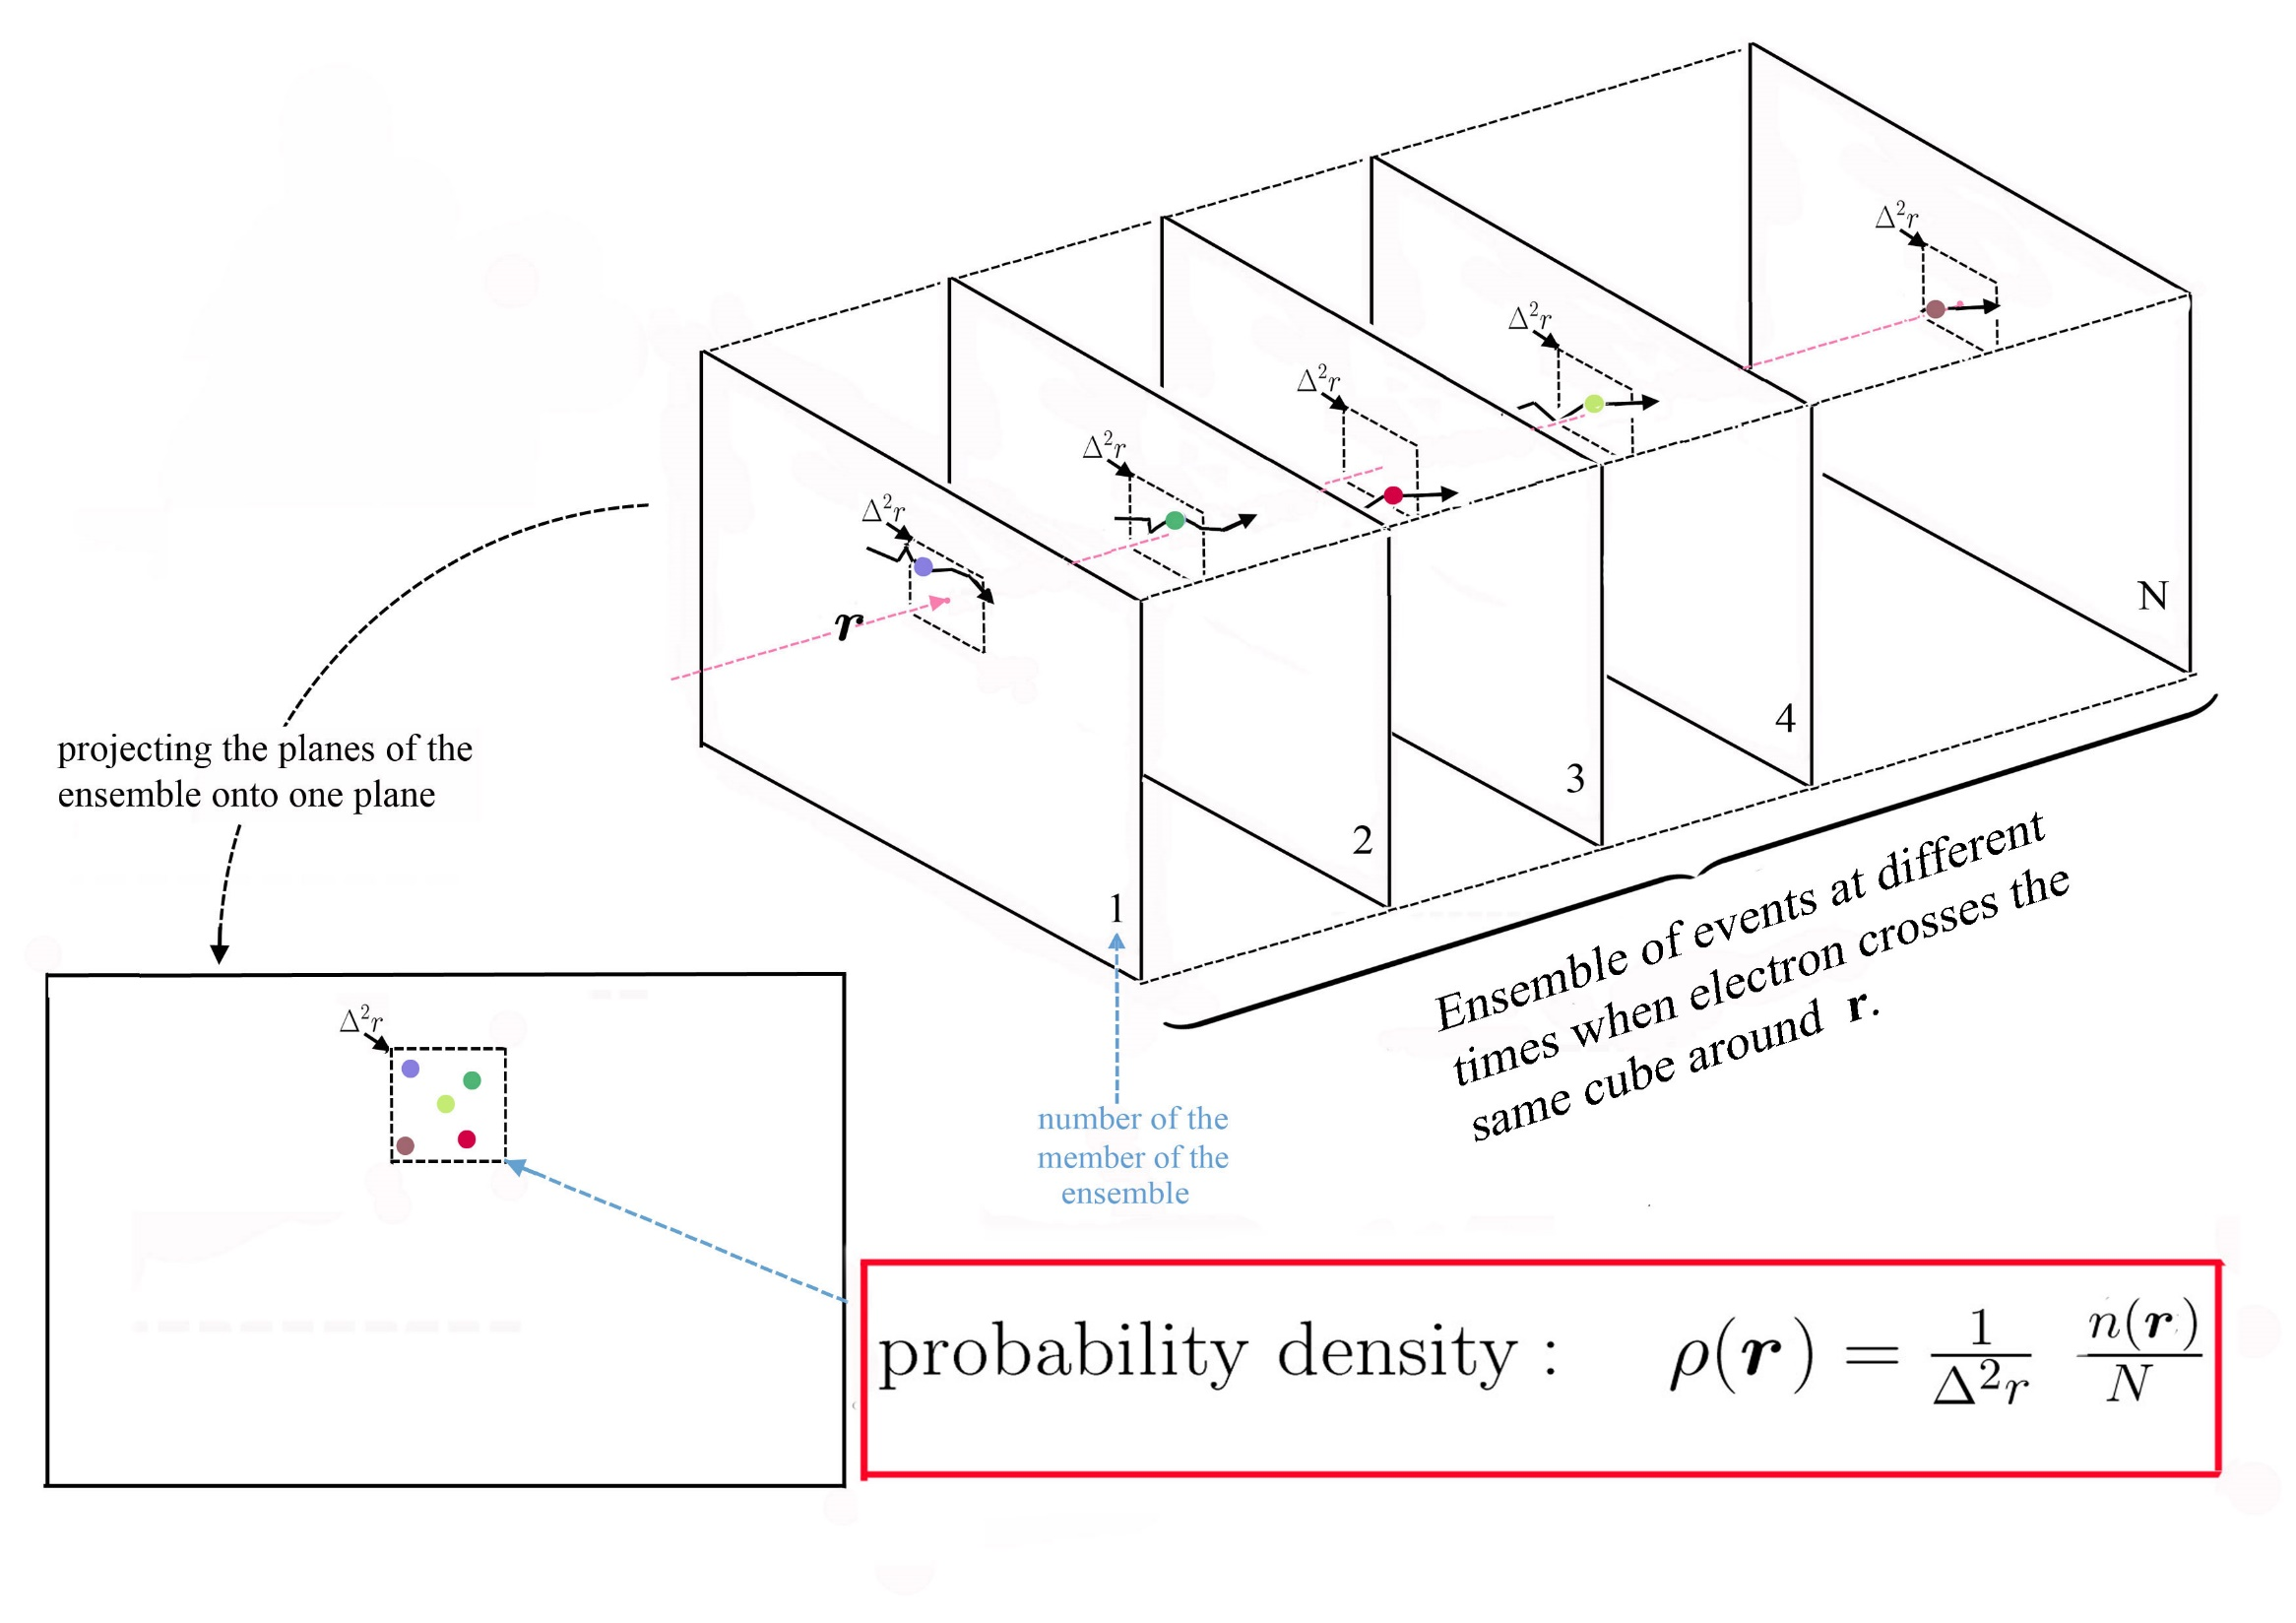 Δ²r
Δ²r
Δ²r
Δ²r
Δ²r
r
N
4
3
2
1
projecting the planes of the
ensemble onto one plane
Ensemble of events at different
times when electron crosses the
same cube around r.
number of the
member of the
ensemble
Δ²r
probability density : ρ(r) = 1/Δ²r n(r)/N